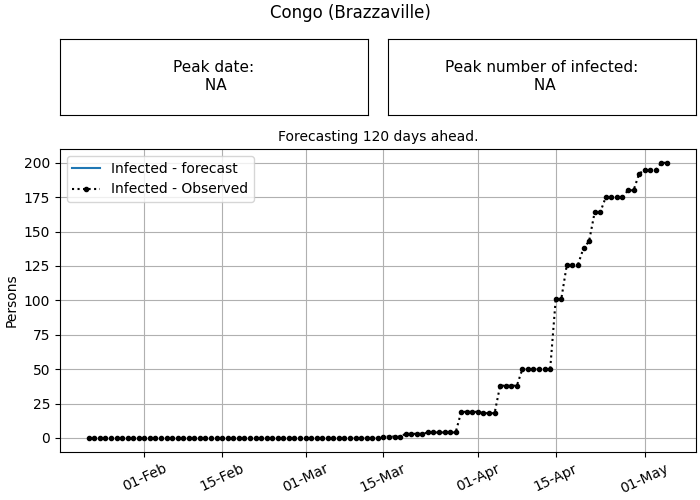 Congo (Brazzaville)
Peak date:
NA
Peak number of infected:
NA
Forecasting 120 days ahead.
Infected - forecast
Infected - Observed
Persons
200
175
150
125
100
75
50
25
0
01-Feb
15-Feb
01-Mar
15-Mar
01-Apr
15-Apr
01-May